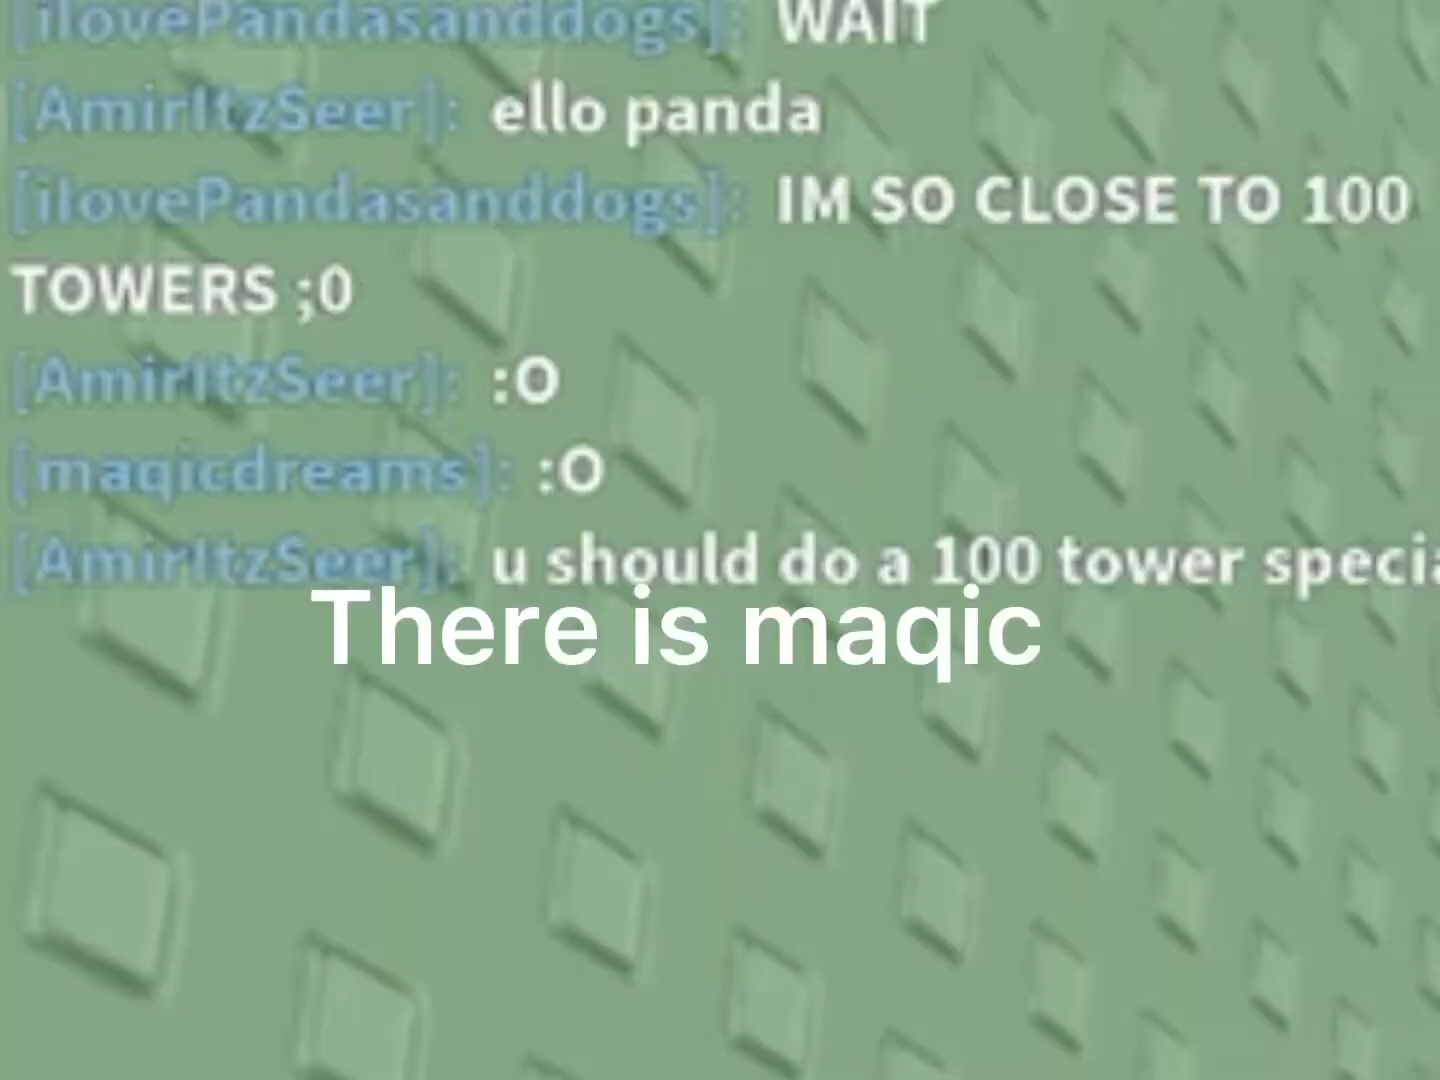 [ilovePandasanddogs]: WAIT
[AmirItzSeer]: ello panda
[ilovePandasanddogs]: IM SO CLOSE TO 100
TOWERS ;0
[AmirItzSeer]: :O
[maqicdreams]: :O
[AmirItzSeer]: u should do a 100 tower specia
There is maqic